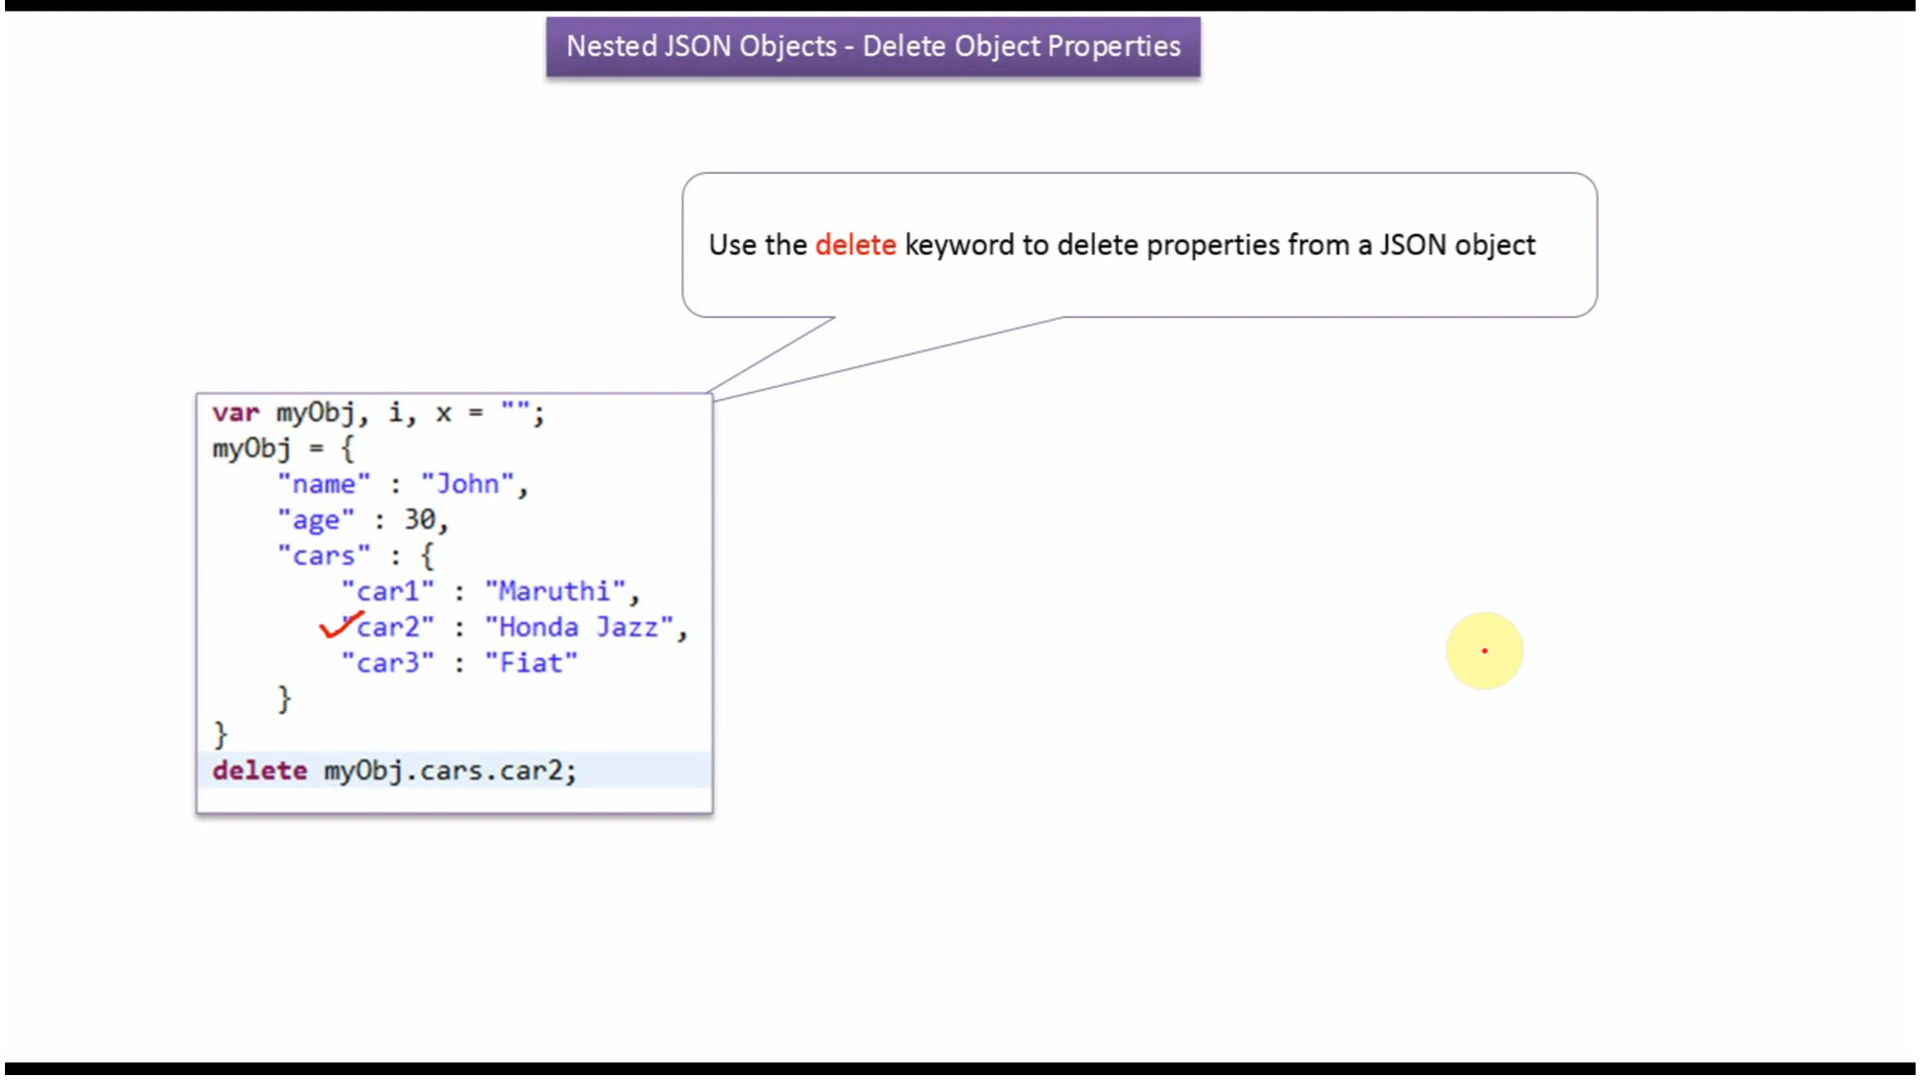 Nested JSON Objects - Delete Object Properties
Use the delete keyword to delete properties from a JSON object
var myObj, i, x = "";
myObj = {
"name" : "John",
"age" : 30,
"cars" : {
"car1" : "Maruthi",
"car2" : "Honda Jazz",
"car3" : "Fiat"
}
}
delete myObj.cars.car2;